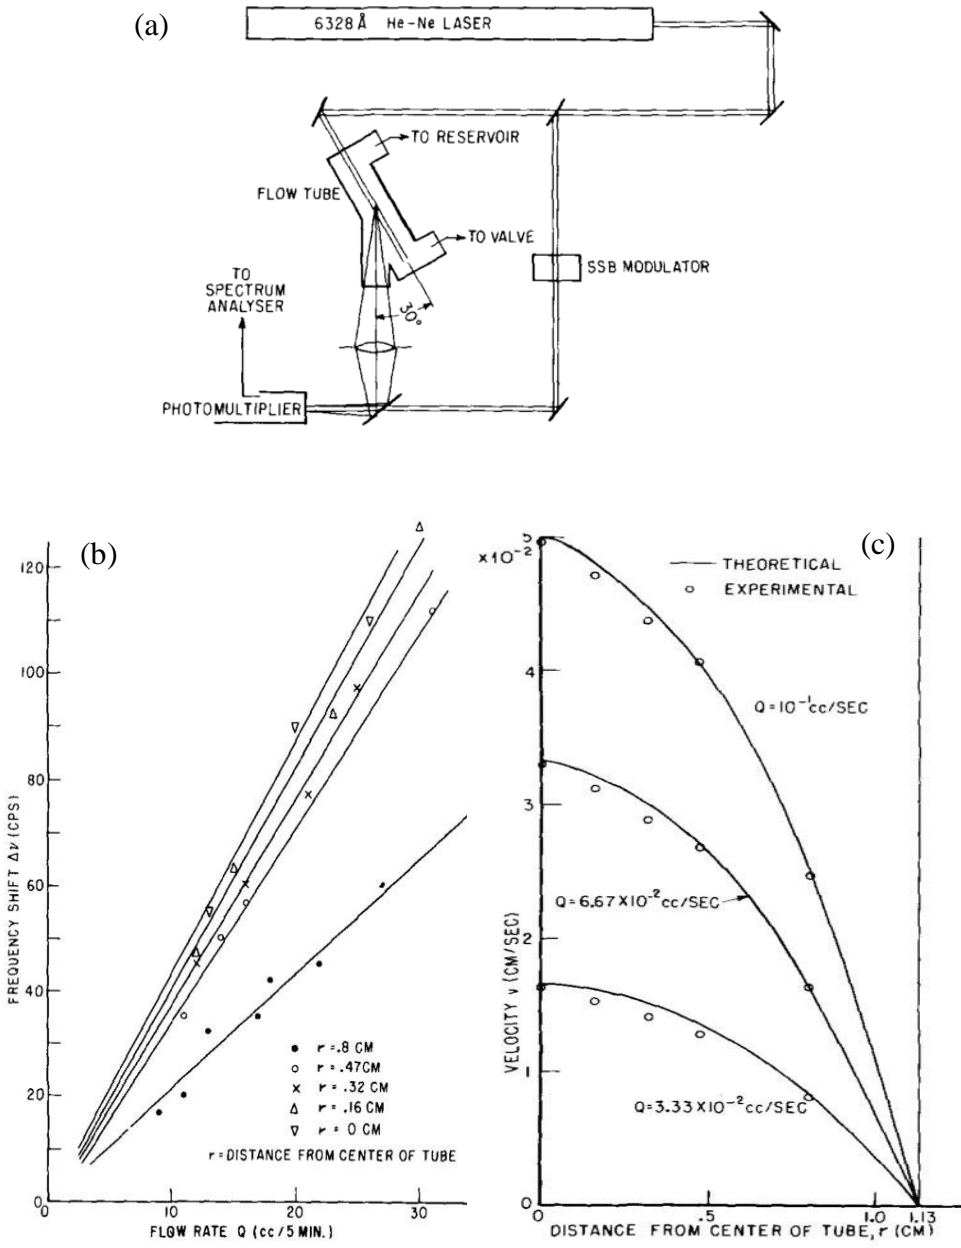 (a)
6328 Å He-Ne LASER
TO RESERVOIR
FLOW TUBE
TO VALVE
SSB MODULATOR
TO
SPECTRUM
ANALYSER
30°
PHOTOMULTIPLIER
(b)
120
100
80
60
40
20
0
10
20
30
FREQUENCY SHIFT Δν (CPS)
FLOW RATE Q (cc/5 MIN.)
r = .8 CM
r = .47 CM
r = .32 CM
r = .16 CM
r = 0 CM
r = DISTANCE FROM CENTER OF TUBE
(c)
5
×10⁻²
4
3
2
1
0
THEORETICAL
EXPERIMENTAL
Q = 10⁻¹ cc/SEC
Q = 6.67 × 10⁻² cc/SEC
Q = 3.33 × 10⁻² cc/SEC
VELOCITY v (CM/SEC)
0
.5
1.0
1.13
DISTANCE FROM CENTER OF TUBE, r (CM)